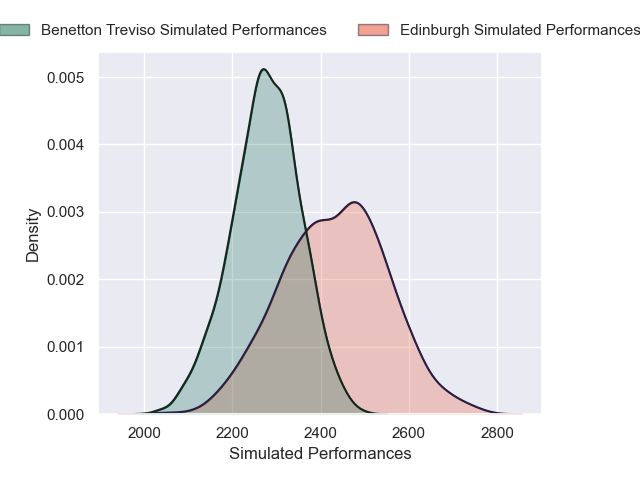 Benetton Treviso Simulated Performances Edinburgh Simulated Performances
0.005
0.004
0.003
0.002
0.001
0.000
Density
2000 2200 2400 2600 2800
Simulated Performances